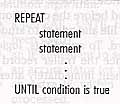 REPEAT
statement
statement
:
UNTIL condition is true